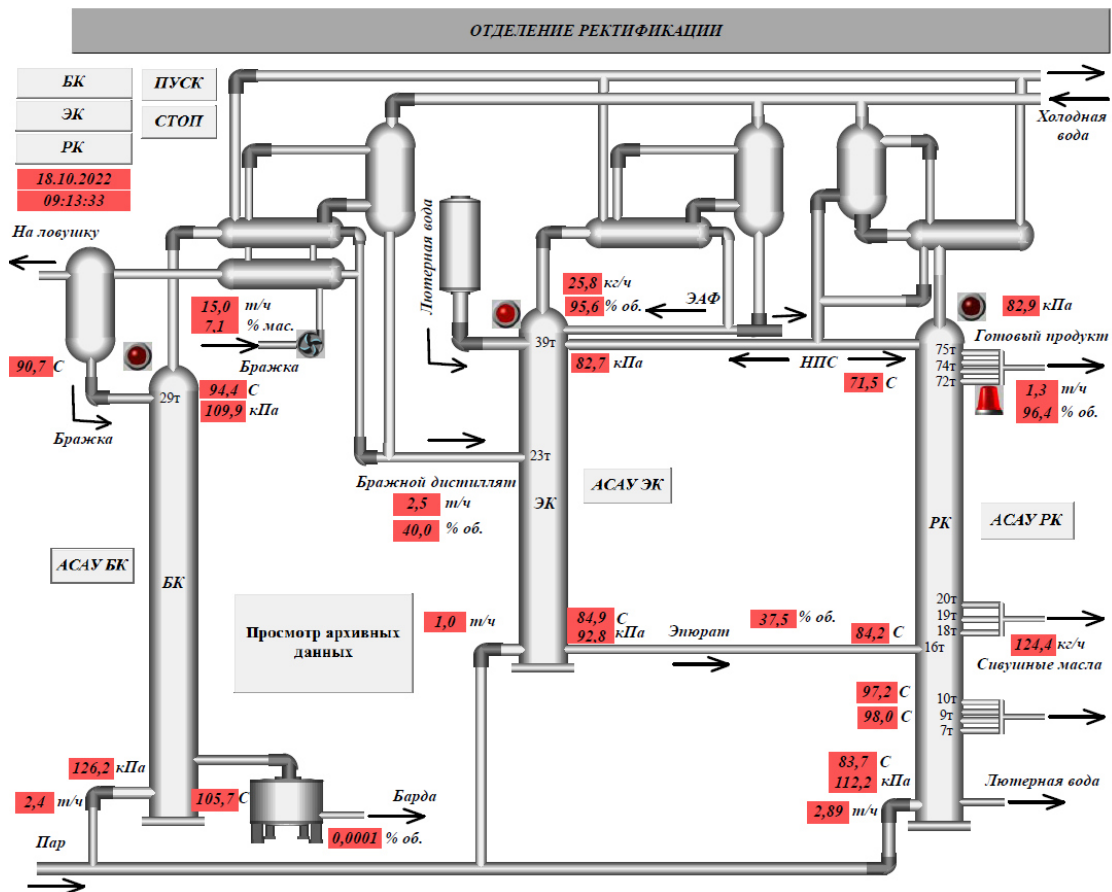 ОТДЕЛЕНИЕ РЕКТИФИКАЦИИ
БК
ПУСК
ЭК
СТОП
РК
18.10.2022
09:13:33
Холодная
вода
На ловушку
Лютерная вода
15,0 т/ч
7,1 % мас.
Бражка
25,8 кг/ч
95,6 % об.
ЭАФ
82,9 кПа
Готовый продукт
90,7 С
39т
82,7 кПа
НПС
71,5 С
75т
74т
72т
1,3 т/ч
96,4 % об.
29т
94,4 С
109,9 кПа
Бражка
23т
Бражной дистиллят
2,5 т/ч
40,0 % об.
ЭК
АСАУ ЭК
РК
АСАУ РК
АСАУ БК
БК
Просмотр архивных
данных
1,0 т/ч
84,9 С
92,8 кПа
Эпюрат
37,5 % об.
84,2 С
16т
20т
19т
18т
124,4 кг/ч
Сивушные масла
97,2 С
98,0 С
10т
9т
7т
83,7 С
112,2 кПа
2,89 т/ч
Лютерная вода
126,2 кПа
2,4 т/ч
105,7 С
Барда
0,0001 % об.
Пар